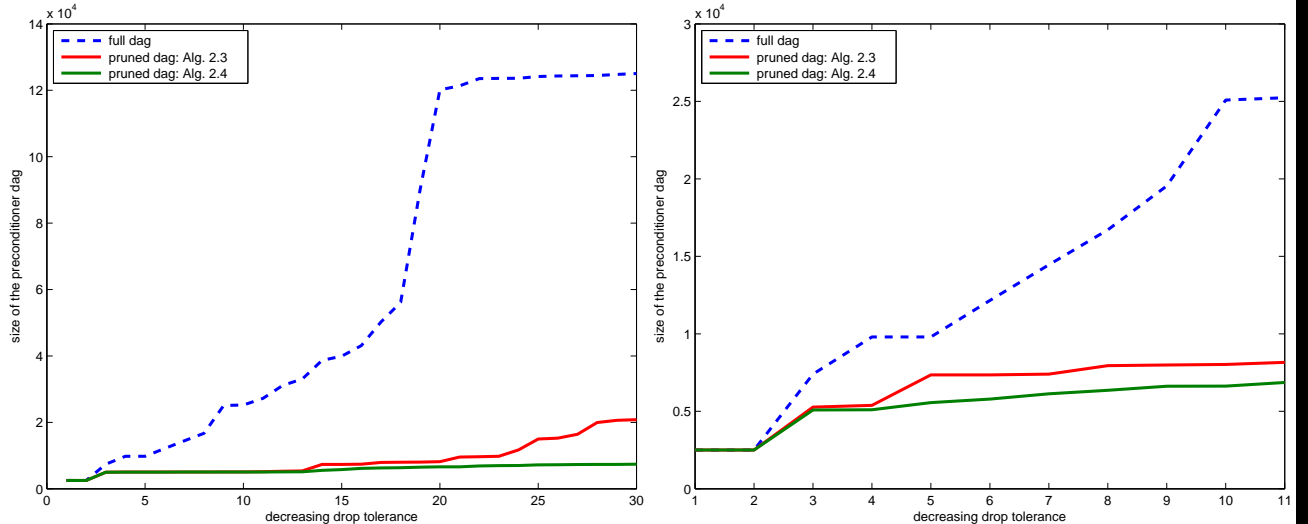 x 10^4
14
12
10
8
6
4
2
0
size of the preconditioner dag
full dag
pruned dag: Alg. 2.3
pruned dag: Alg. 2.4
0 5 10 15 20 25 30
decreasing drop tolerance
x 10^4
3
2.5
2
1.5
1
0.5
0
size of the preconditioner dag
full dag
pruned dag: Alg. 2.3
pruned dag: Alg. 2.4
1 2 3 4 5 6 7 8 9 10 11
decreasing drop tolerance